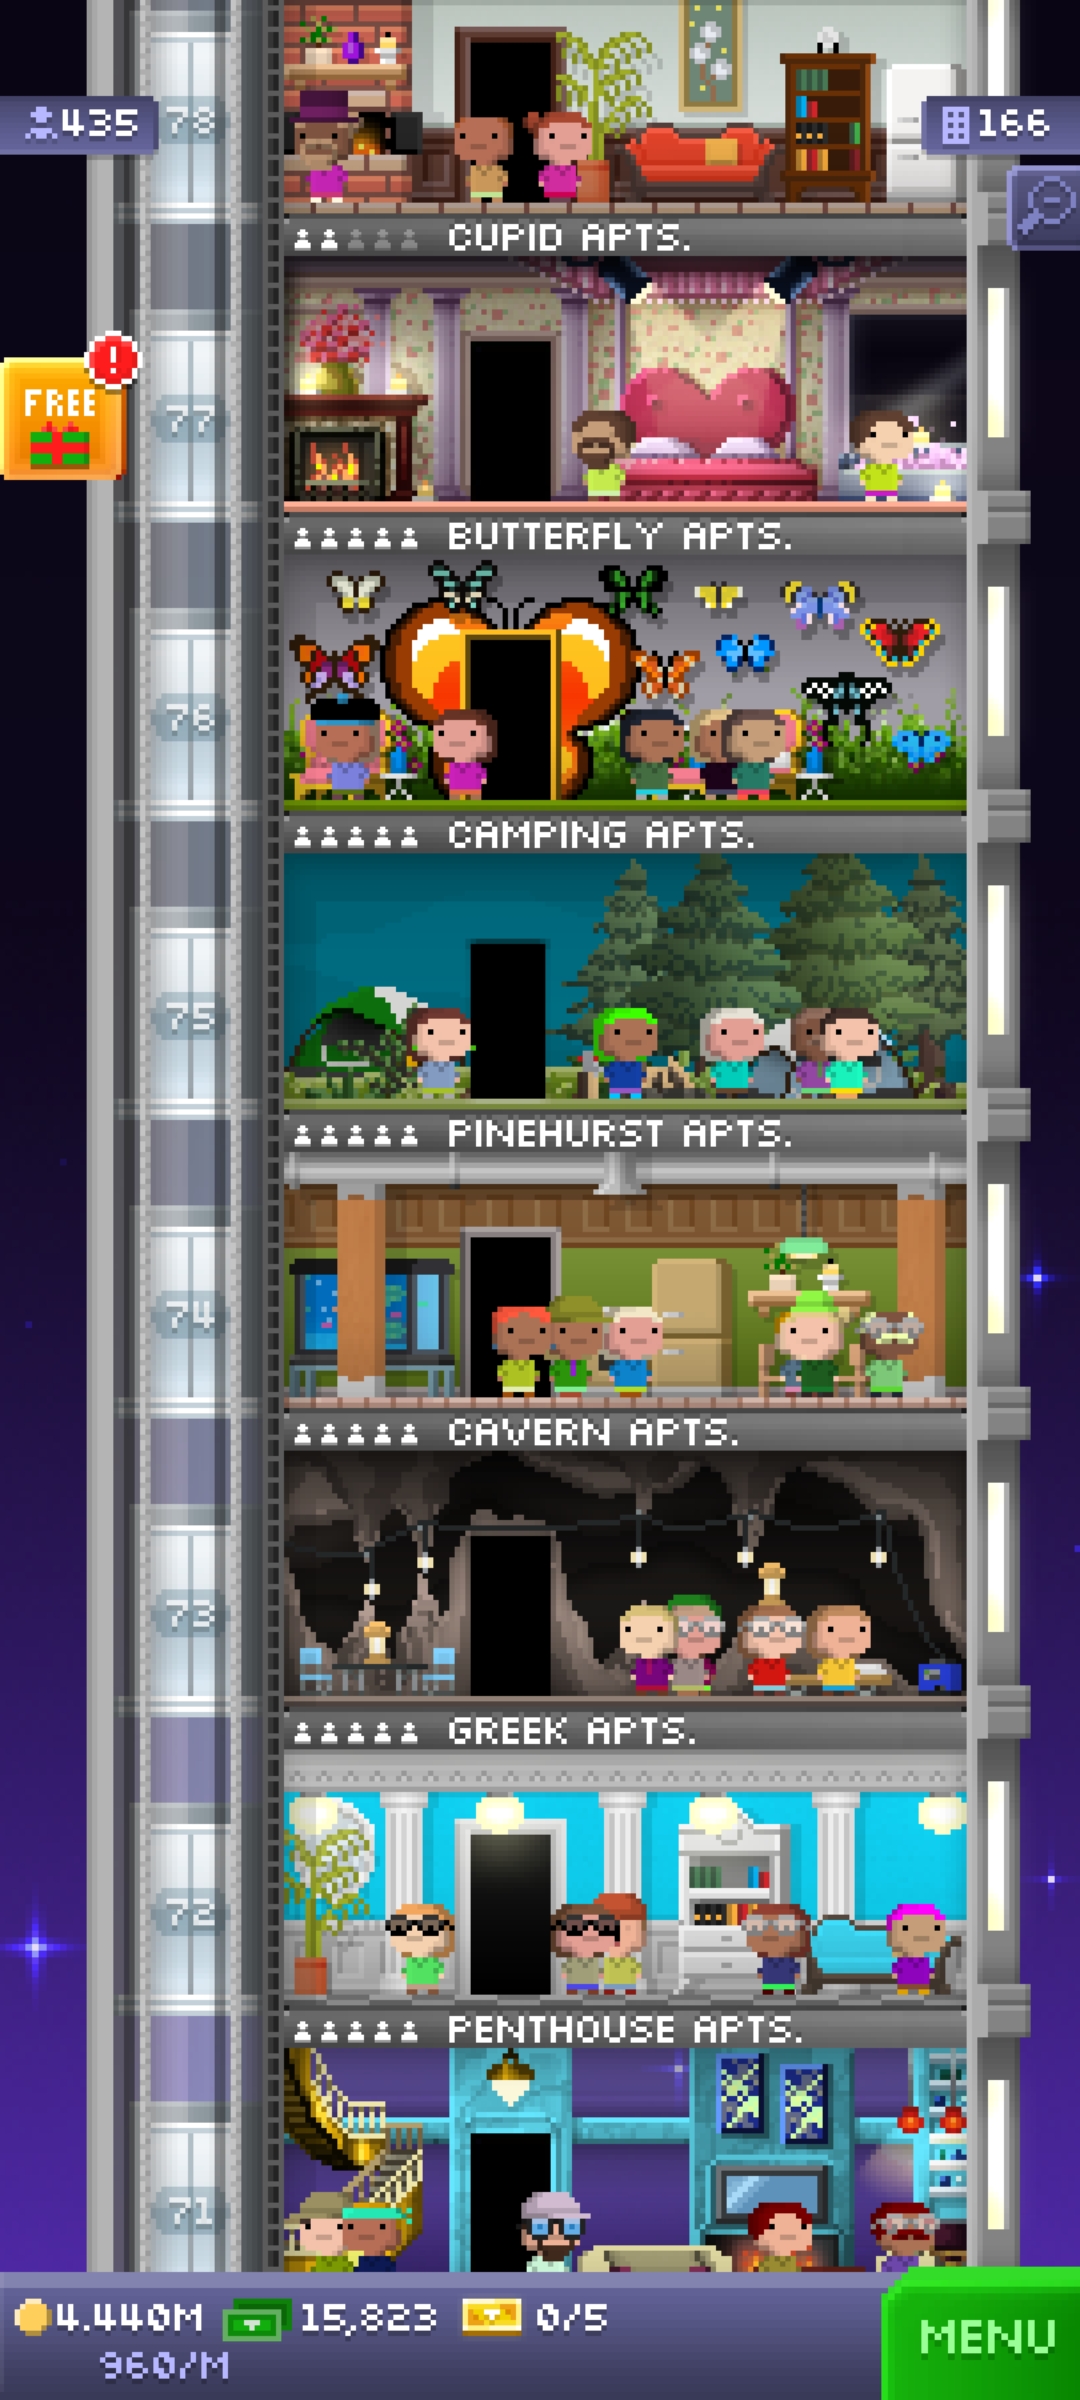 435
78
166
CUPID APTS.
FREE
!
77
BUTTERFLY APTS.
76
CAMPING APTS.
75
PINEHURST APTS.
74
CAVERN APTS.
73
GREEK APTS.
72
PENTHOUSE APTS.
71
4.440M 15,823 0/5
960/M
MENU